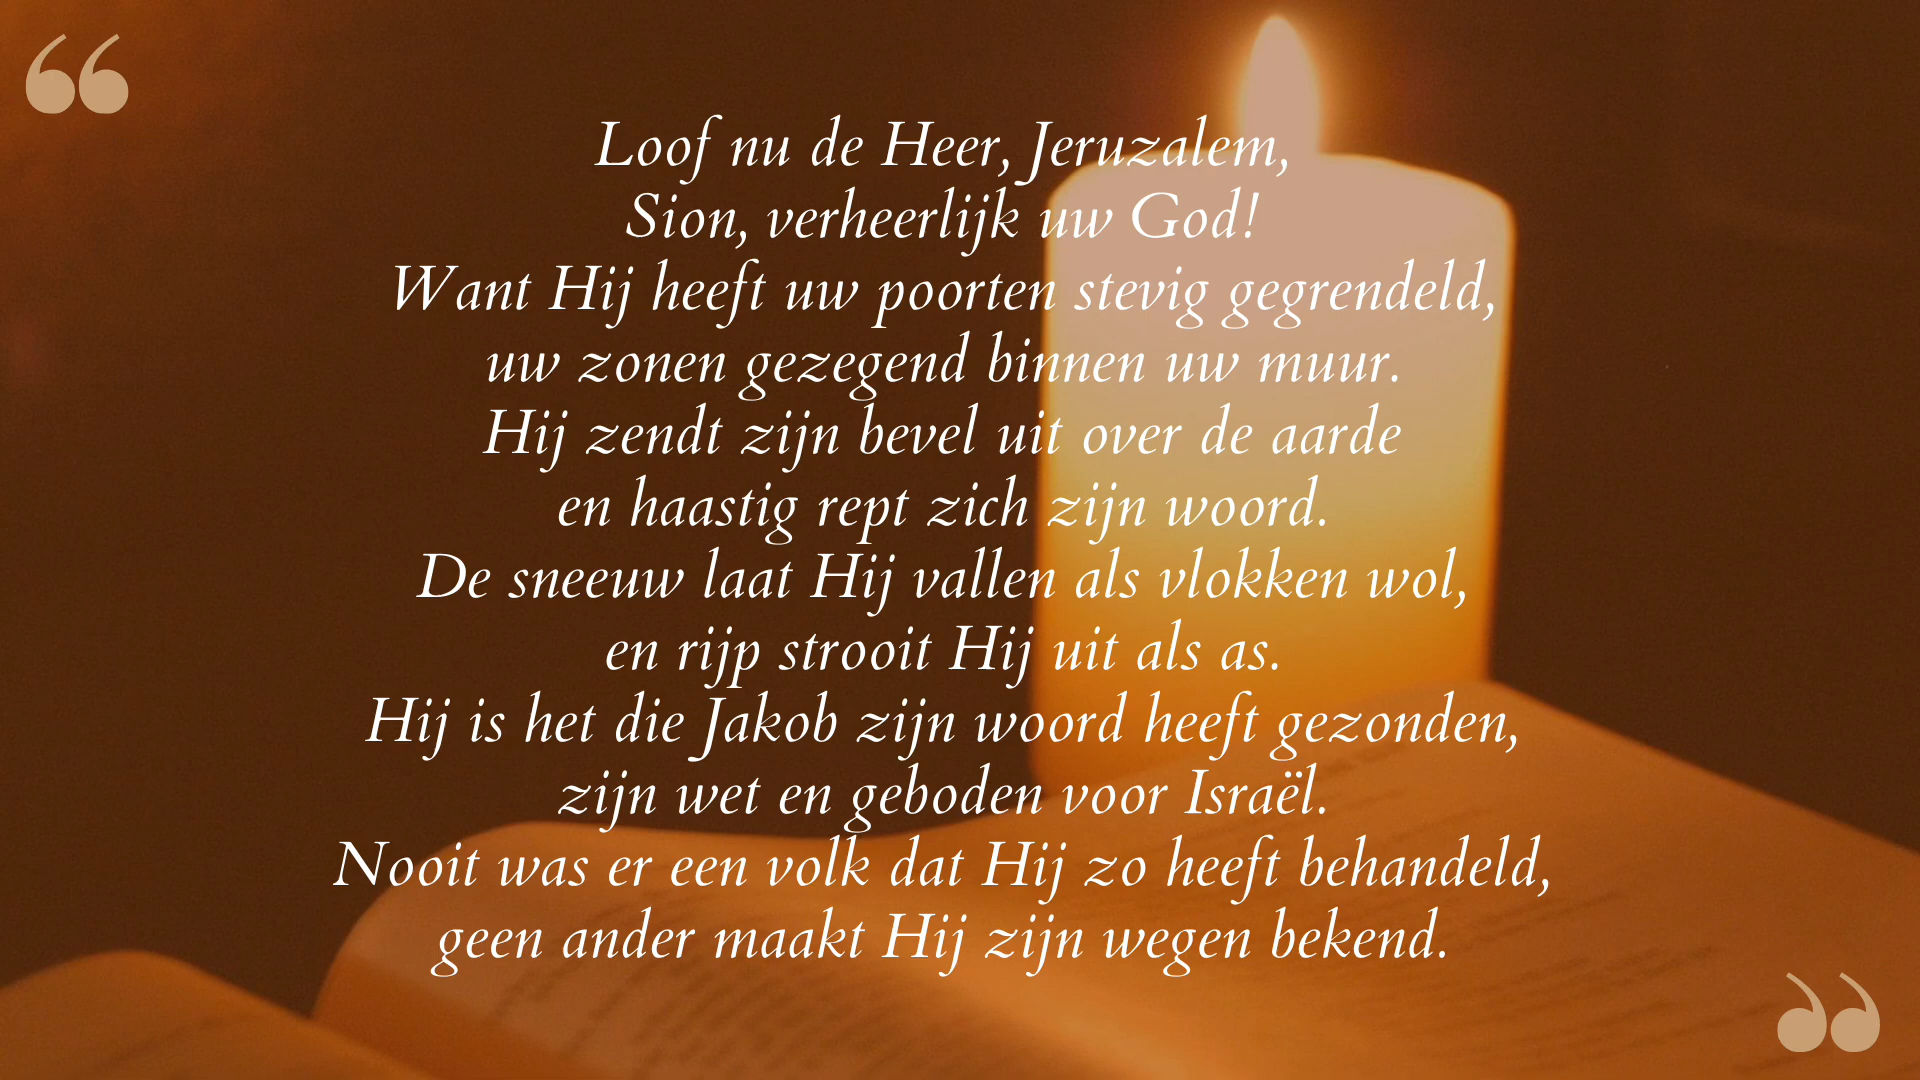 Loof nu de Heer, Jeruzalem,
Sion, verheerlijk uw God!
Want Hij heeft uw poorten stevig gegrendeld,
uw zonen gezegend binnen uw muur.
Hij zendt zijn bevel uit over de aarde
en haastig rept zich zijn woord.
De sneeuw laat Hij vallen als vlokken wol,
en rijp strooit Hij uit als as.
Hij is het die Jakob zijn woord heeft gezonden,
zijn wet en geboden voor Israël.
Nooit was er een volk dat Hij zo heeft behandeld,
geen ander maakt Hij zijn wegen bekend.